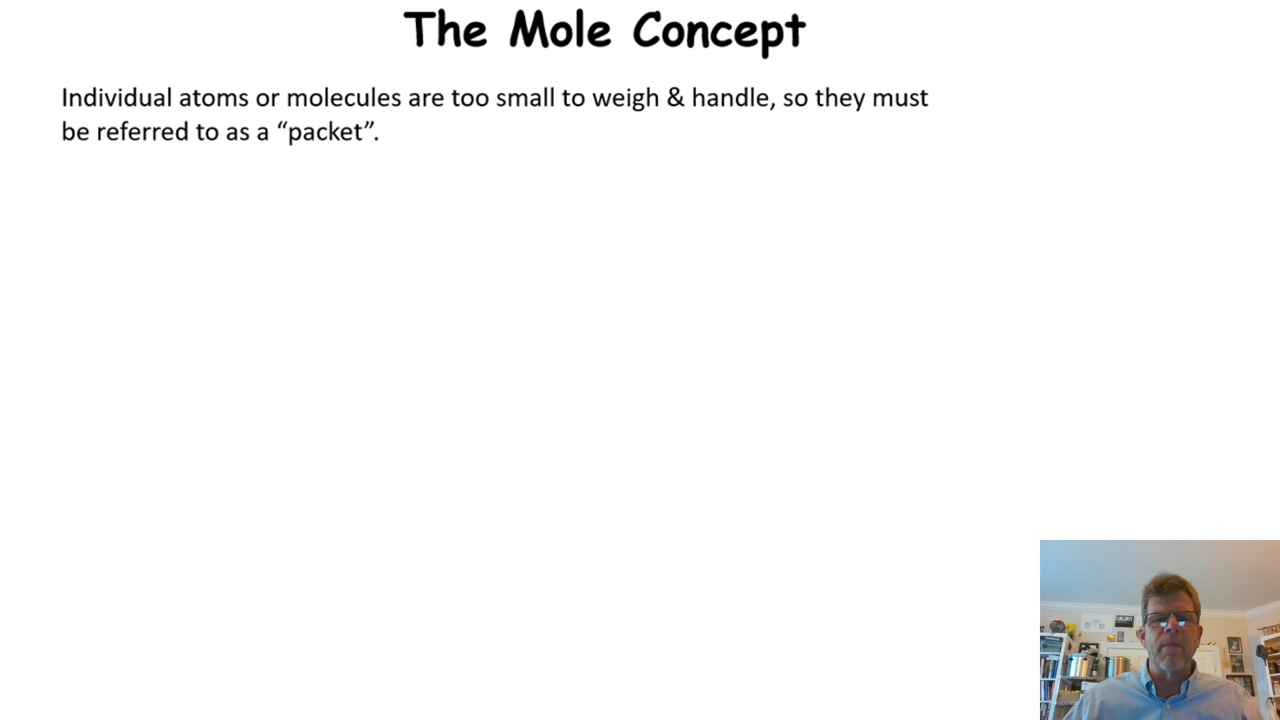 The Mole Concept
Individual atoms or molecules are too small to weigh & handle, so they must
be referred to as a “packet”.